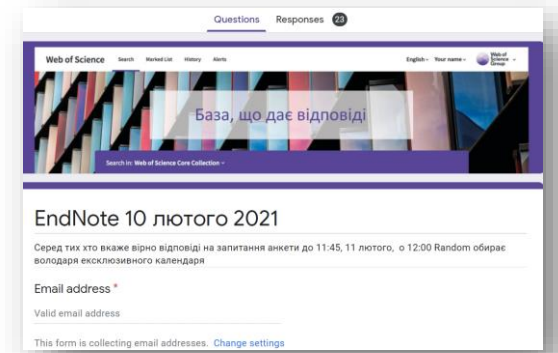 Questions Responses 23
Web of Science Search Marked List History Alerts English Your name Web of Science Group
База, що дає відповіді
Search in: Web of Science Core Collection
EndNote 10 лютого 2021
Серед тих хто вкаже вірно відповіді на запитання анкети до 11:45, 11 лютого, о 12:00 Random обирає
володаря ексклюзивного календаря
Email address *
Valid email address
This form is collecting email addresses. Change settings